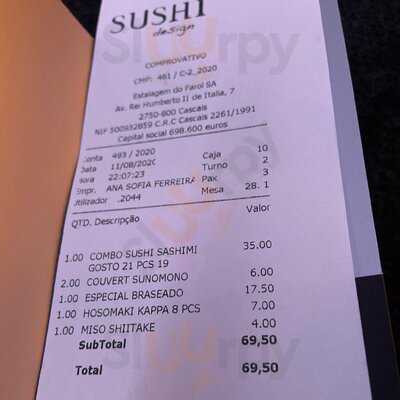 SUSHI
design
COMPROVATIVO
CMP: 461 / C-2_2020
Estalagem do Farol SA
Av. Rei Humberto II de Italia, 7
2750-800 Cascais
NIF 500932859 C.R.C Cascais 2261/1991
Capital social 698.600 euros
Conta 493 / 2020 Caixa 10
Data 11/08/2020 Turno 2
Hora 22:07:23 Pax 3
Empr. ANA SOFIA FERREIRA Mesa 28. 1
Utilizador .2044
QTD. Descrição Valor
1.00 COMBO SUSHI SASHIMI 35.00
GOSTO 21 PCS 19
2.00 COUVERT SUNOMONO 6.00
1.00 ESPECIAL BRASEADO 17.50
1.00 HOSOMAKI KAPPA 8 PCS 7.00
1.00 MISO SHIITAKE 4.00
SubTotal 69,50
Total 69,50
Sluurpy
Sluurpy
Sluurpy